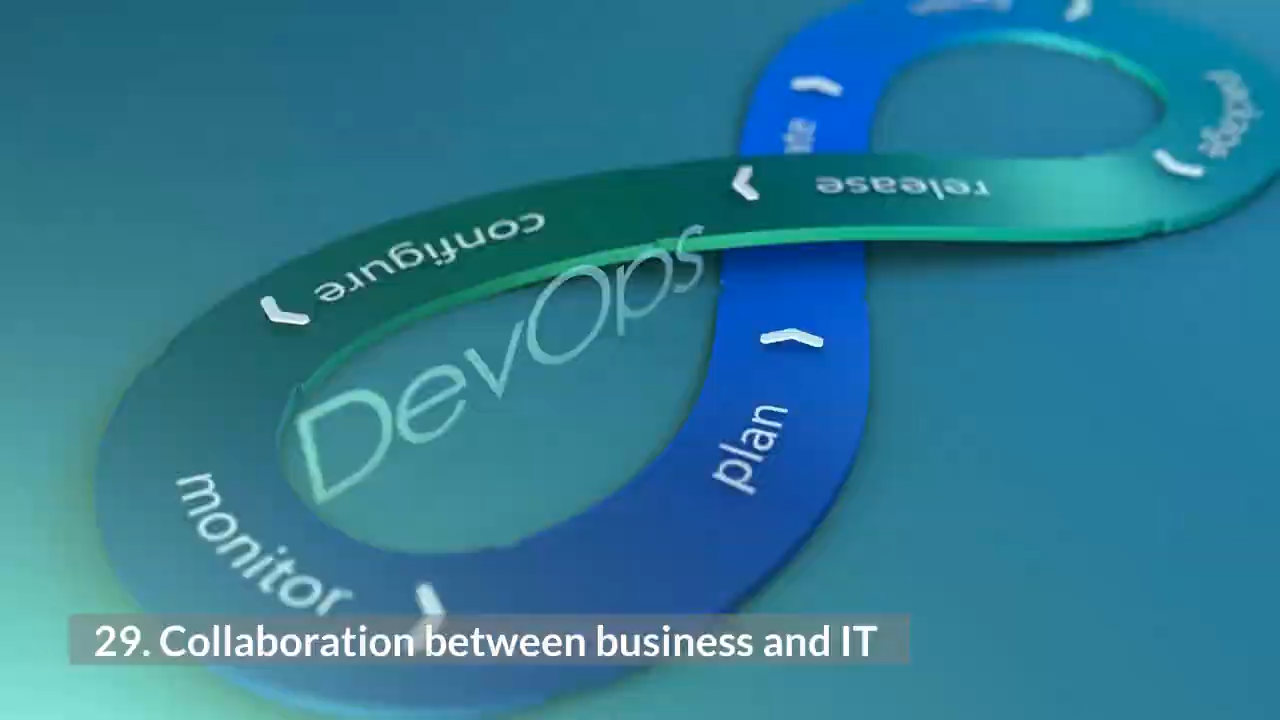 release
configure
DevOps
plan
monitor
29. Collaboration between business and IT